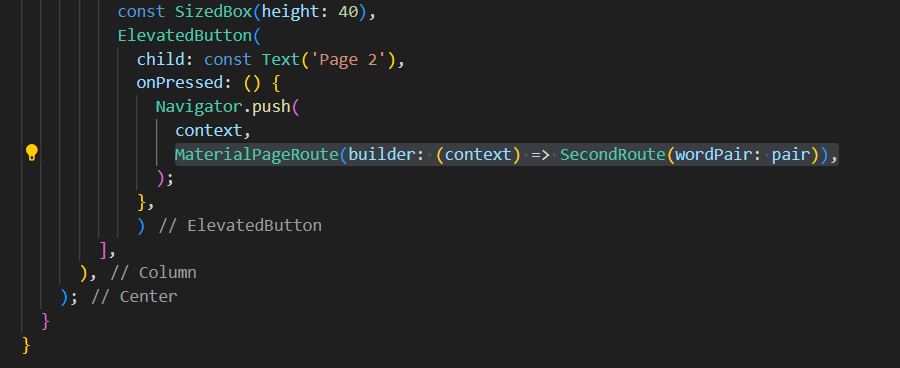 const SizedBox(height: 40),
ElevatedButton(
child: const Text('Page 2'),
onPressed: () {
Navigator.push(
context,
MaterialPageRoute(builder: (context) => SecondRoute(wordPair: pair)),
);
},
) // ElevatedButton
],
), // Column
); // Center
}
}